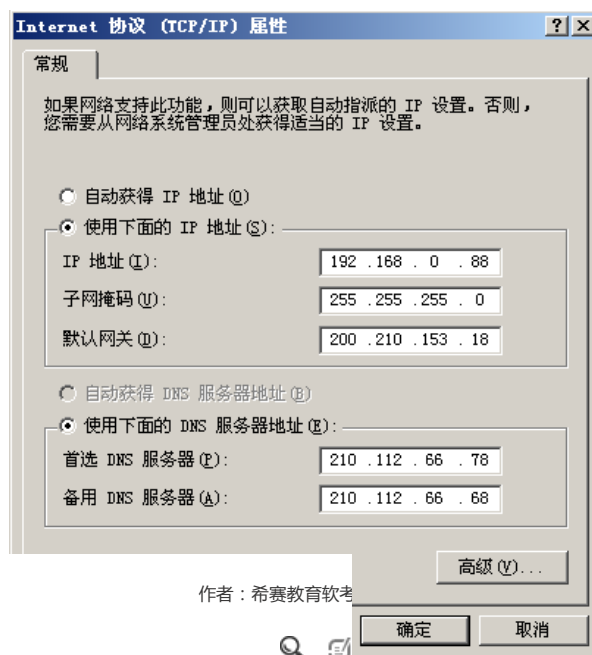 Internet 协议 (TCP/IP) 属性
常规
如果网络支持此功能，则可以获取自动指派的 IP 设置。否则，
您需要从网络系统管理员处获得适当的 IP 设置。
自动获得 IP 地址(O)
使用下面的 IP 地址(S):
IP 地址(I): 192 .168 . 0 . 88
子网掩码(U): 255 .255 .255 . 0
默认网关(D): 200 .210 .153 . 18
自动获得 DNS 服务器地址(B)
使用下面的 DNS 服务器地址(E):
首选 DNS 服务器(P): 210 .112 . 66 . 78
备用 DNS 服务器(A): 210 .112 . 66 . 68
高级(V)...
作者：希赛教育软考
确定 取消